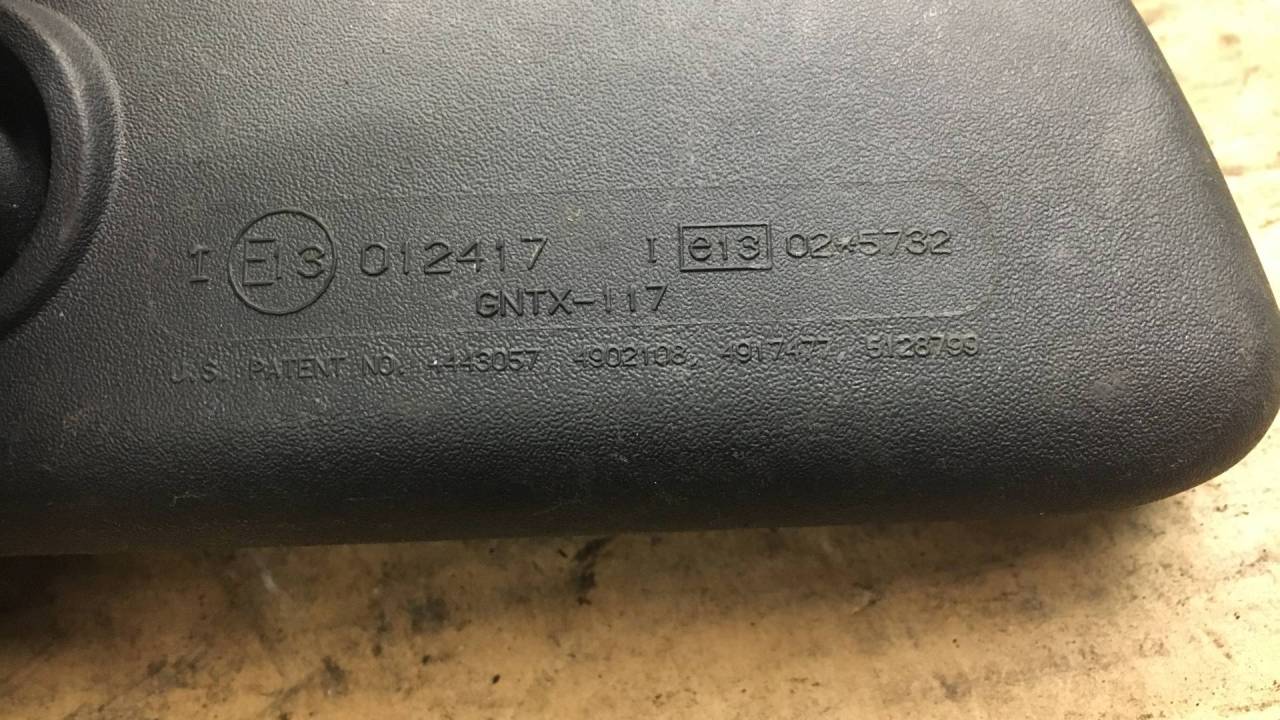 I E13 012417 I e13 02*5732
GNTX-117
U.S. PATENT NO. 4443057, 4902108, 4917477, 5128799